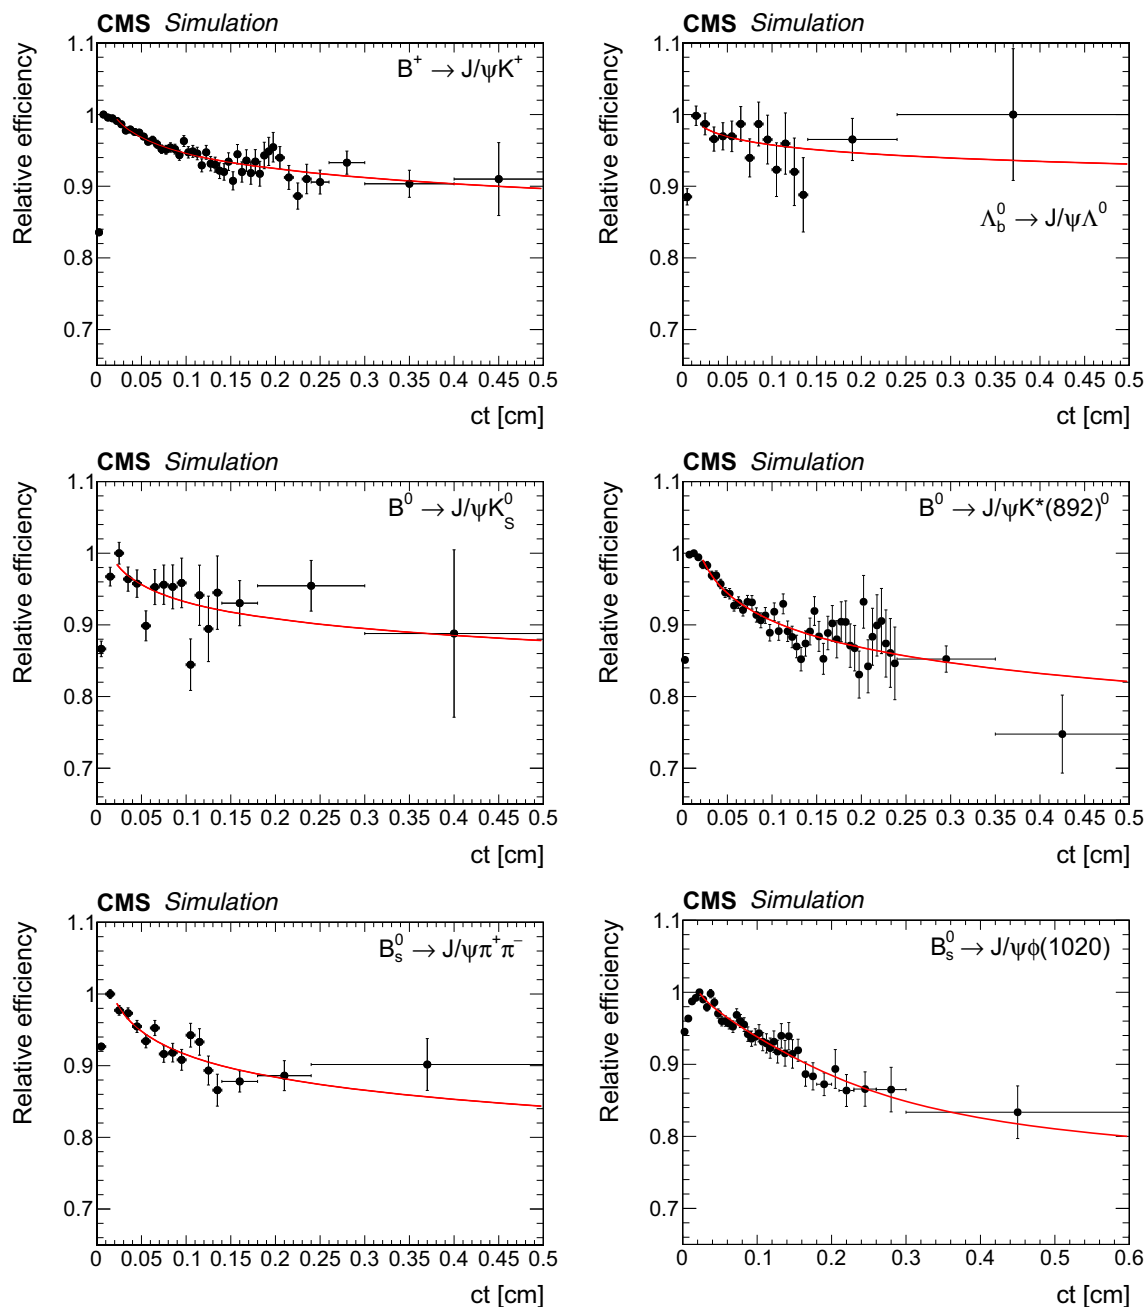 CMS Simulation
Relative efficiency
B⁺ → J/ψK⁺
1.1
1
0.9
0.8
0.7
0 0.05 0.1 0.15 0.2 0.25 0.3 0.35 0.4 0.45 0.5
ct [cm]
CMS Simulation
Relative efficiency
1.1
1
0.9
Λ_b⁰ → J/ψΛ⁰
0.8
0.7
0 0.05 0.1 0.15 0.2 0.25 0.3 0.35 0.4 0.45 0.5
ct [cm]
CMS Simulation
Relative efficiency
B⁰ → J/ψK_S⁰
1.1
1
0.9
0.8
0.7
0 0.05 0.1 0.15 0.2 0.25 0.3 0.35 0.4 0.45 0.5
ct [cm]
CMS Simulation
Relative efficiency
B⁰ → J/ψK*(892)⁰
1.1
1
0.9
0.8
0.7
0 0.05 0.1 0.15 0.2 0.25 0.3 0.35 0.4 0.45 0.5
ct [cm]
CMS Simulation
Relative efficiency
B_s⁰ → J/ψπ⁺π⁻
1.1
1
0.9
0.8
0.7
0 0.05 0.1 0.15 0.2 0.25 0.3 0.35 0.4 0.45 0.5
ct [cm]
CMS Simulation
Relative efficiency
B_s⁰ → J/ψϕ(1020)
1.1
1
0.9
0.8
0.7
0 0.1 0.2 0.3 0.4 0.5 0.6
ct [cm]